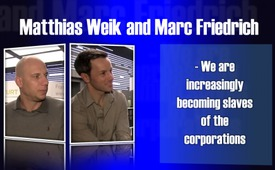 Matthias Weik and Marc Friedrich
- We are
increasingly
becoming slaves
of the
corporations